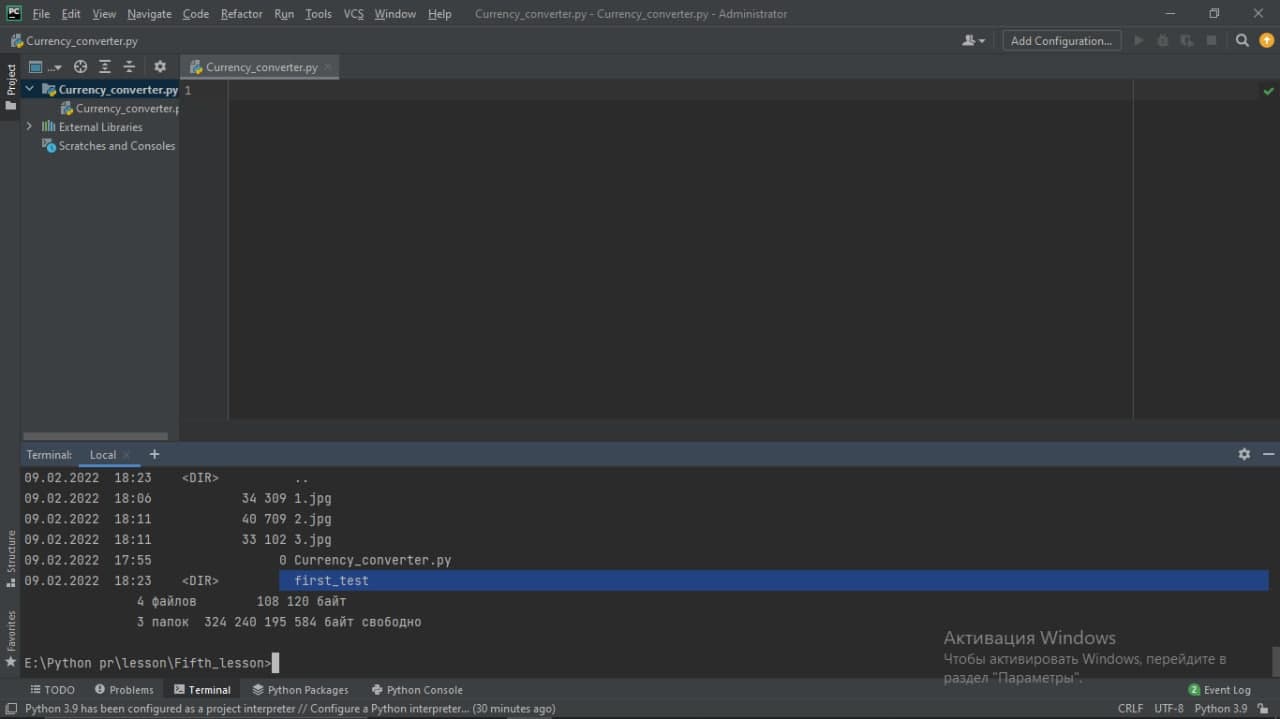 PC File Edit View Navigate Code Refactor Run Tools VCS Window Help Currency_converter.py - Currency_converter.py - Administrator
Currency_converter.py Add Configuration...
Project ... Currency_converter.py
Currency_converter.py 1
Currency_converter.p
External Libraries
Scratches and Consoles
Terminal: Local
09.02.2022 18:23 <DIR> ..
09.02.2022 18:06 34 309 1.jpg
09.02.2022 18:11 40 709 2.jpg
09.02.2022 18:11 33 102 3.jpg
09.02.2022 17:55 0 Currency_converter.py
09.02.2022 18:23 <DIR> first_test
4 файлов 108 120 байт
3 папок 324 240 195 584 байт свободно
E:\Python pr\lesson\Fifth_lesson>
Structure
Favorites
Активация Windows
Чтобы активировать Windows, перейдите в
раздел "Параметры".
TODO Problems Terminal Python Packages Python Console 2 Event Log
Python 3.9 has been configured as a project interpreter // Configure a Python interpreter... (30 minutes ago) CRLF UTF-8 Python 3.9